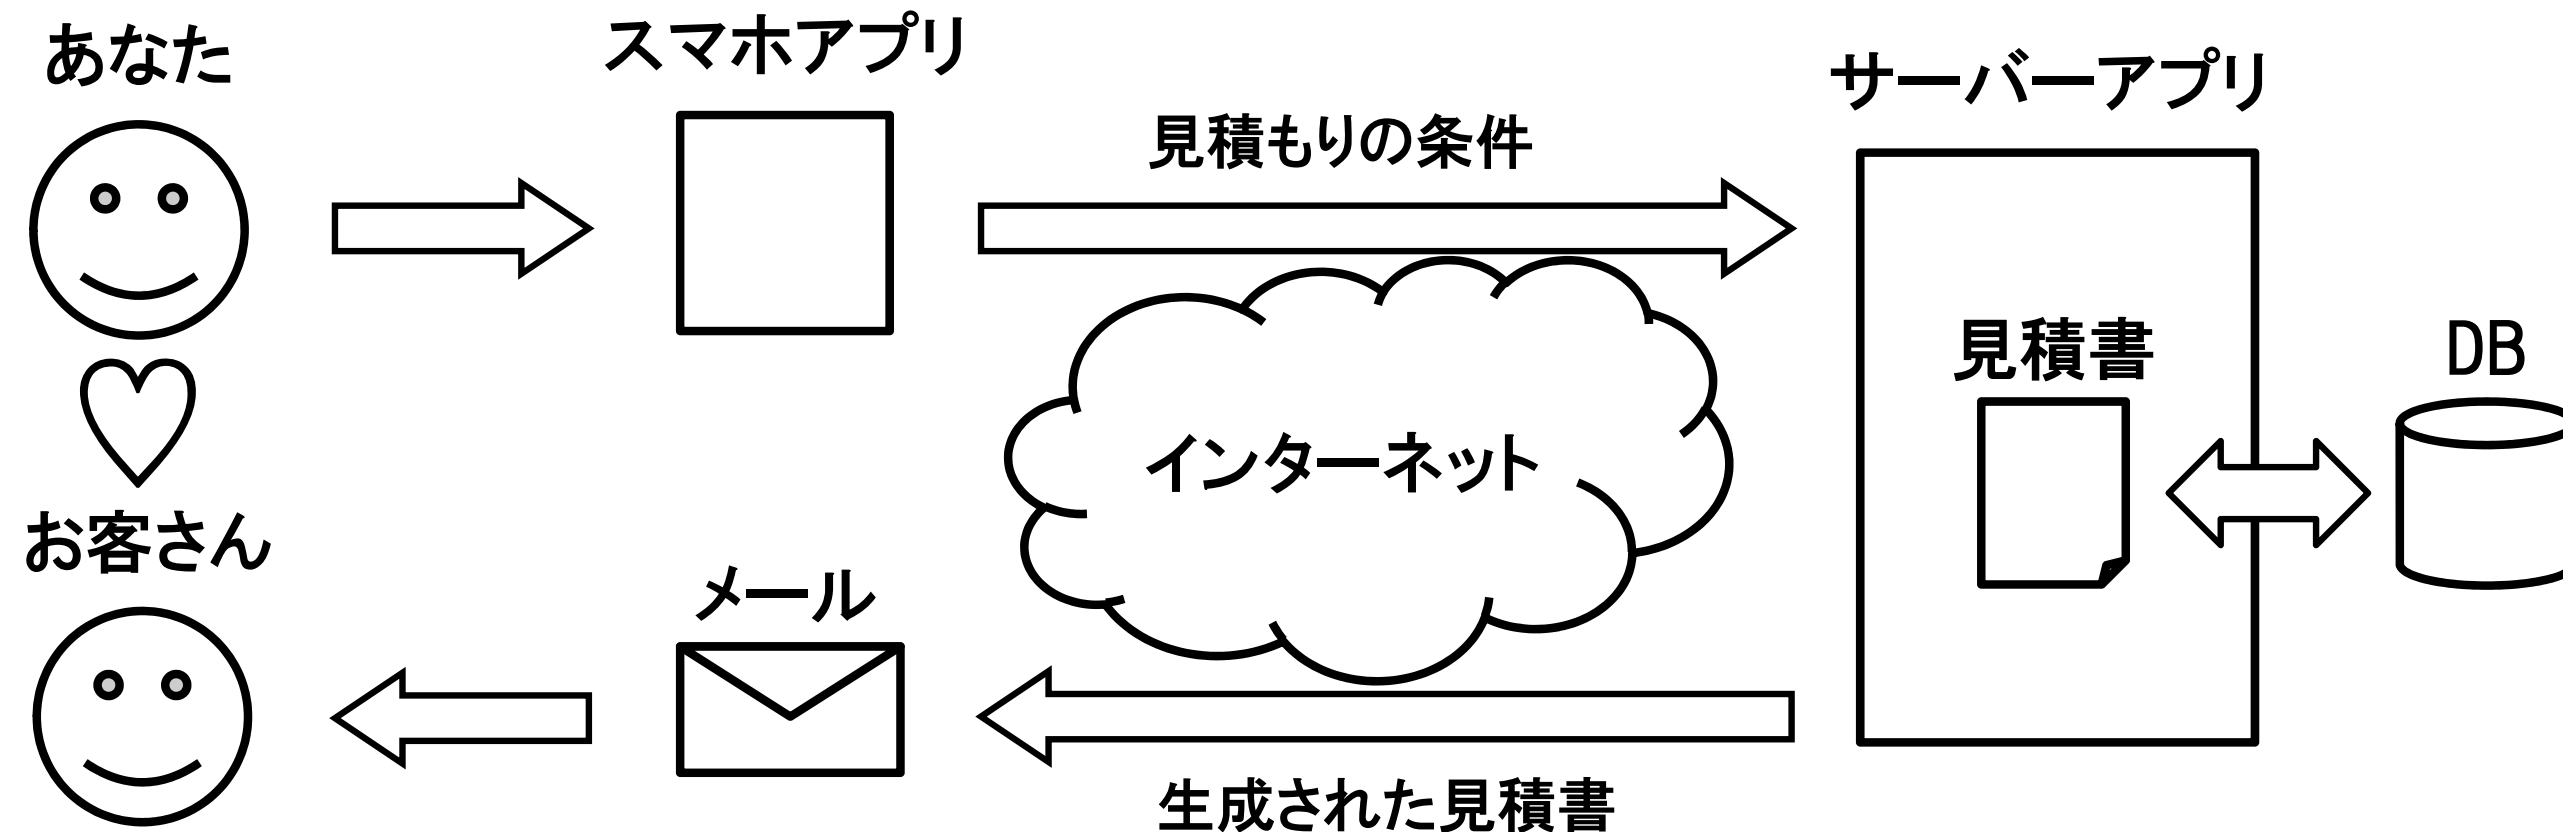 あなた
スマホアプリ
サーバーアプリ
見積もりの条件
見積書
DB
インターネット
お客さん
メール
生成された見積書